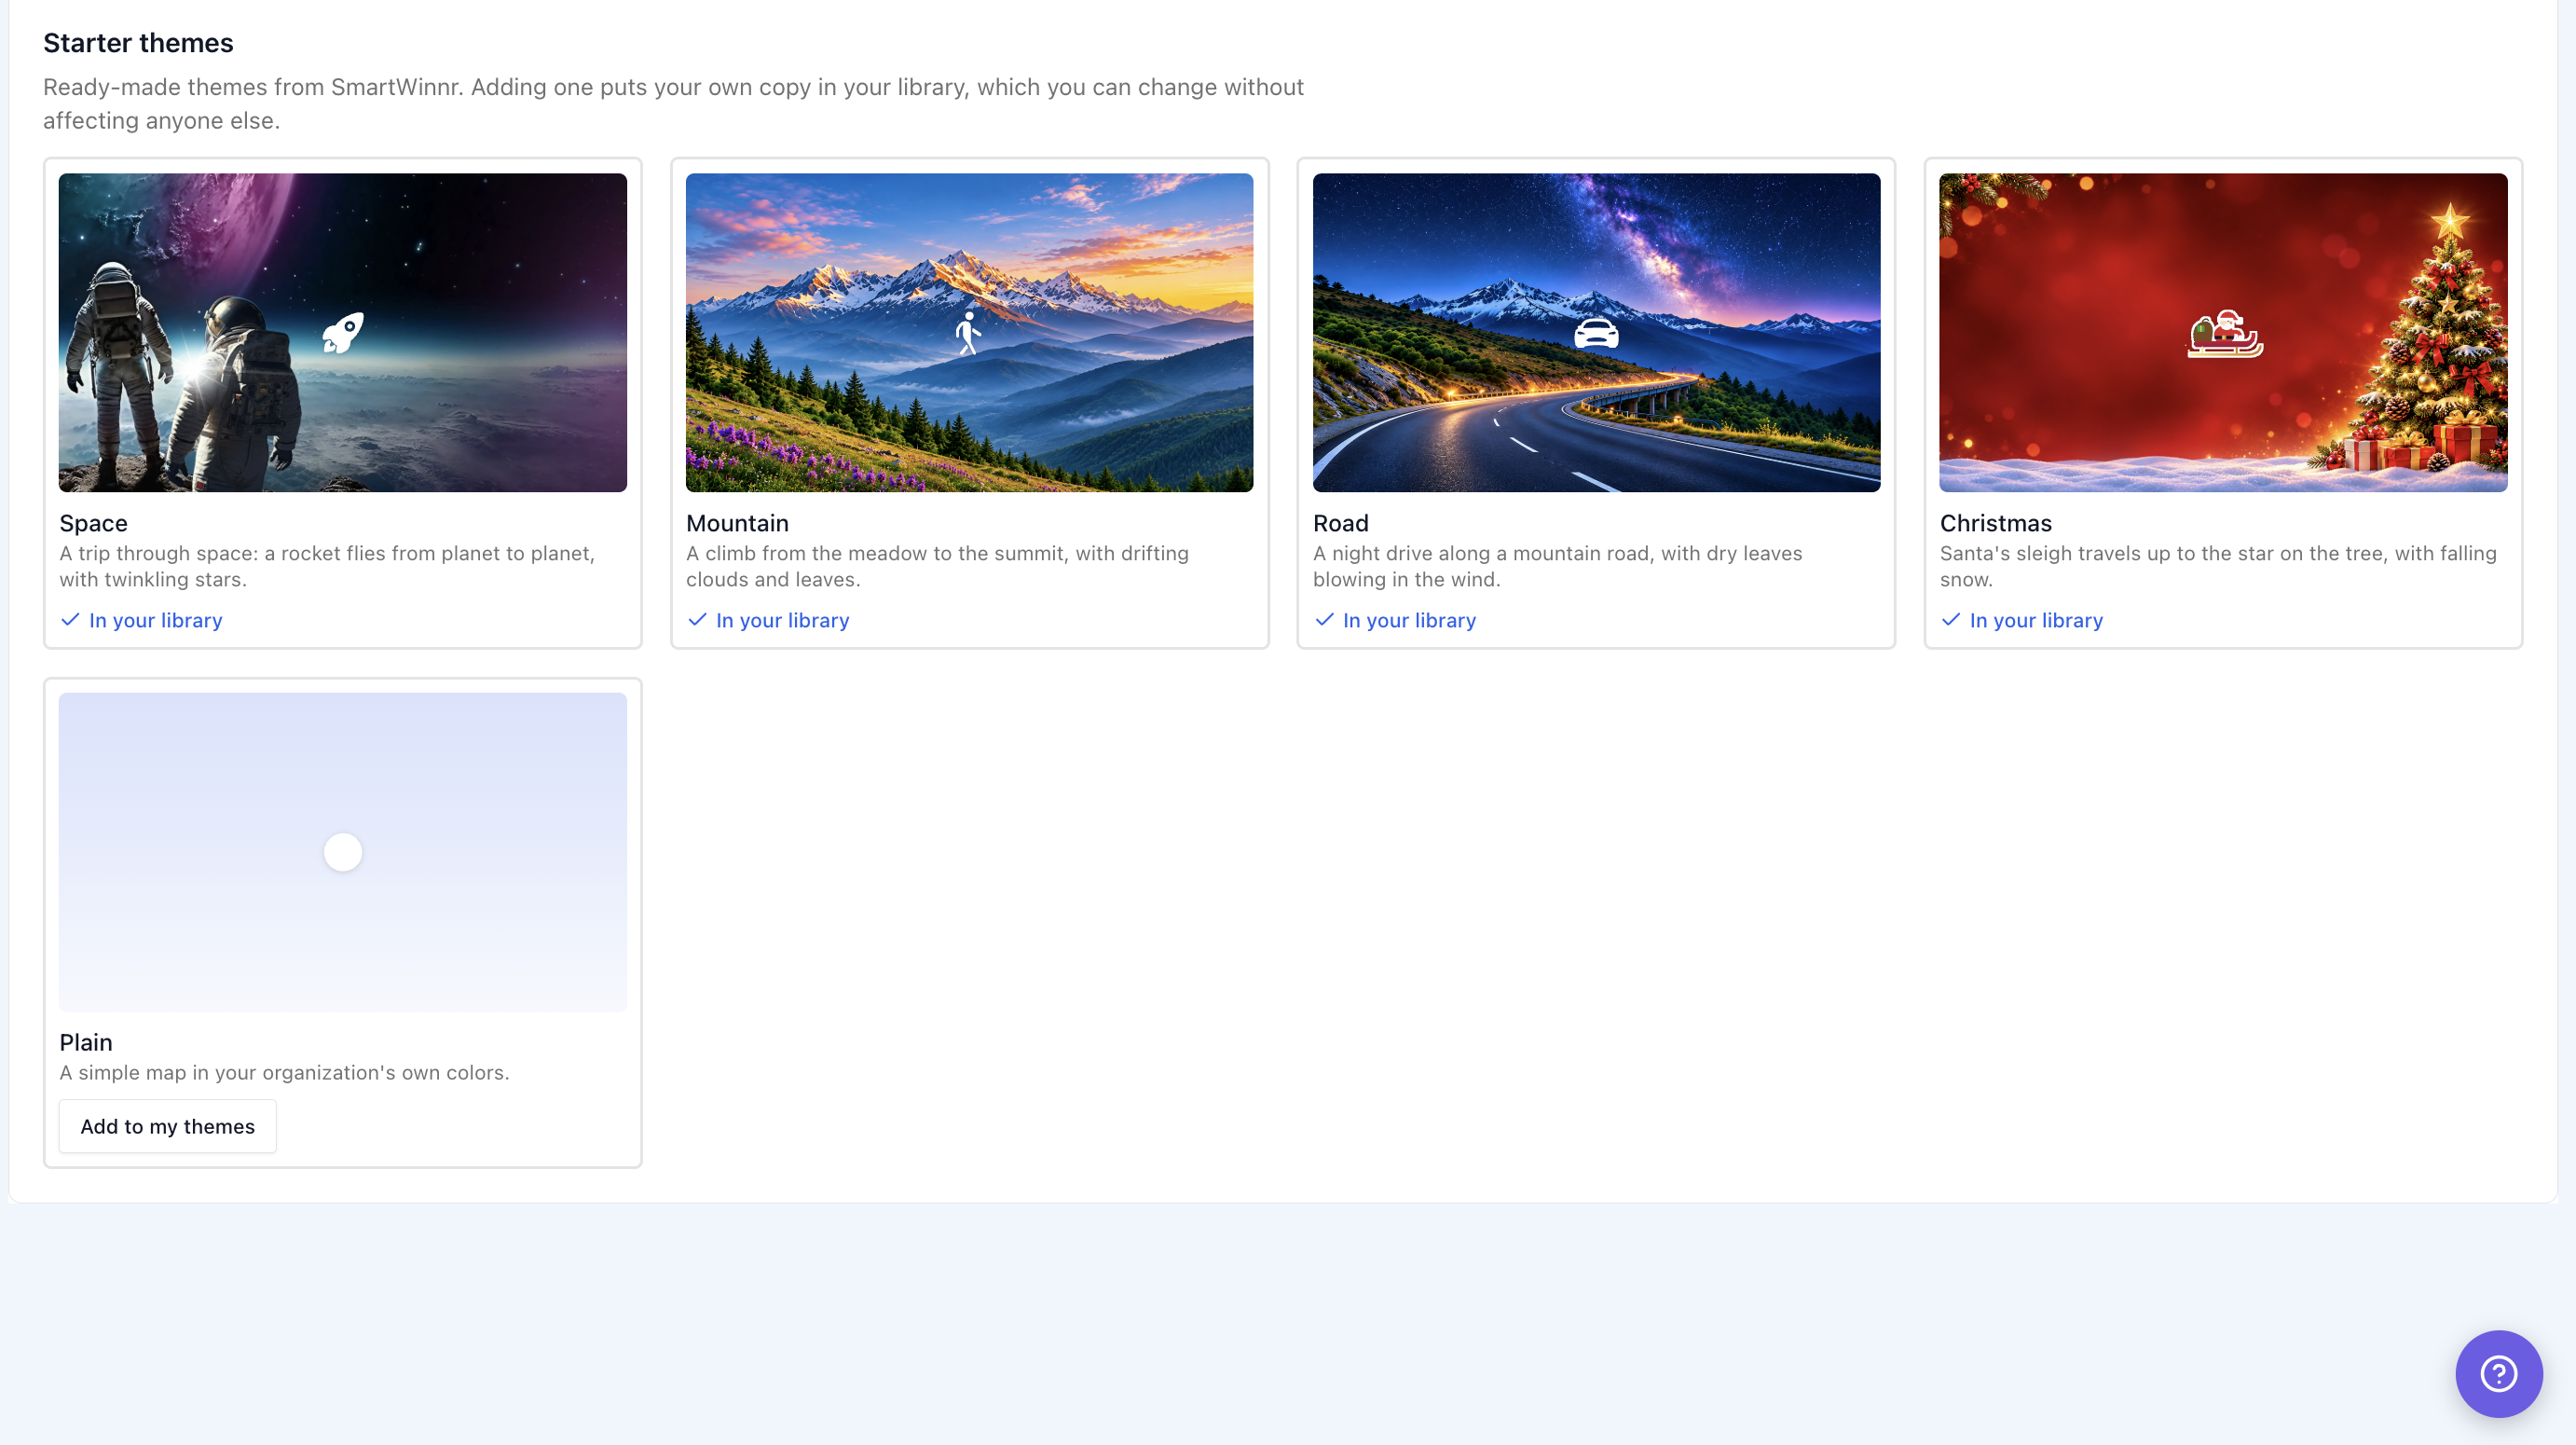 Starter themes
Ready-made themes from SmartWinnr. Adding one puts your own copy in your library, which you can change without
affecting anyone else.
Space
A trip through space: a rocket flies from planet to planet,
with twinkling stars.
In your library
Mountain
A climb from the meadow to the summit, with drifting
clouds and leaves.
In your library
Road
A night drive along a mountain road, with dry leaves
blowing in the wind.
In your library
Christmas
Santa's sleigh travels up to the star on the tree, with falling
snow.
In your library
Plain
A simple map in your organization's own colors.
Add to my themes
?